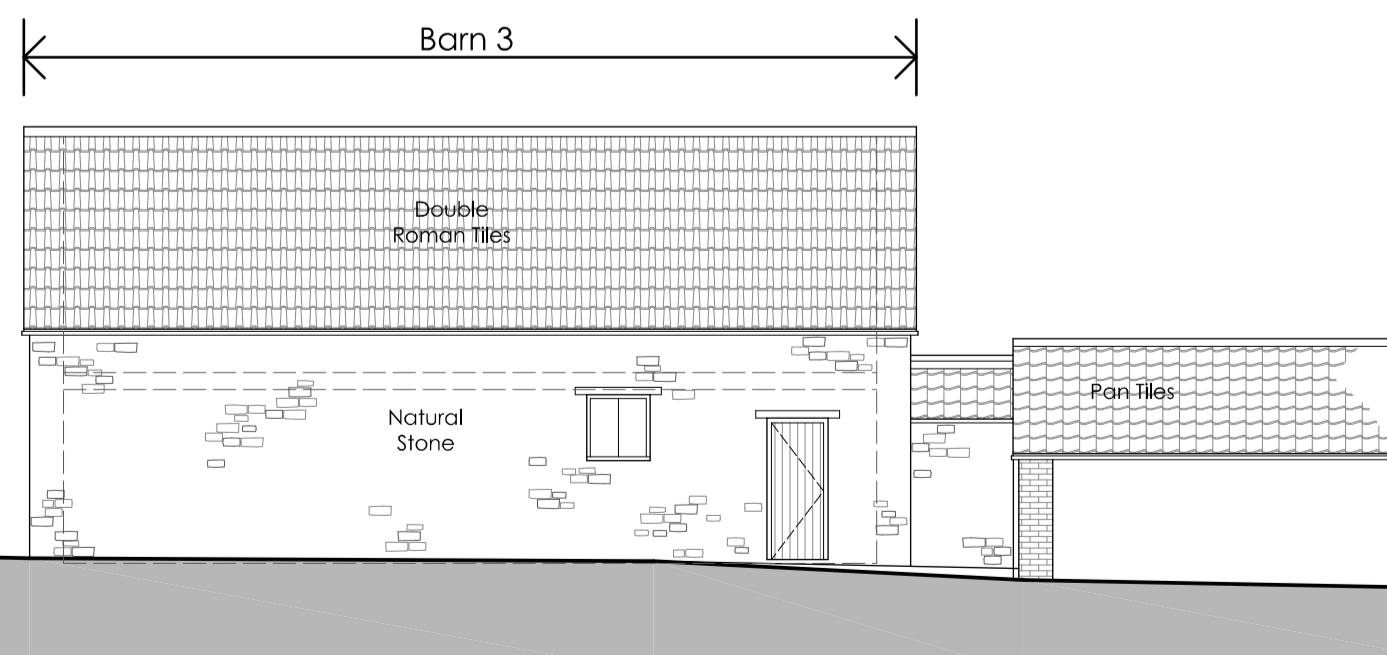 Barn 3
Double
Roman Tiles
Natural
Stone
Pan Tiles